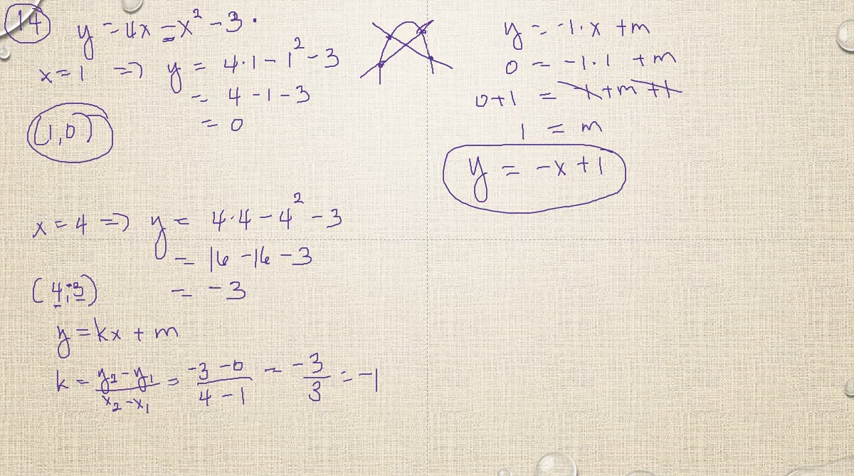 14
y = 4x = x² - 3 .
x = 1 => y = 4·1 - 1² - 3
= 4 - 1 - 3
= 0
(1,0)
x = 4 => y = 4·4 - 4² - 3
= 16 - 16 - 3
= -3
(4;-3)
y = kx + m
k = y₂-y₁/x₂-x₁ = -3-0/4-1 = -3/3 = -1
y = -1·x + m
0 = -1·1 + m
0+1 = -1 + m + 1
1 = m
y = -x + 1